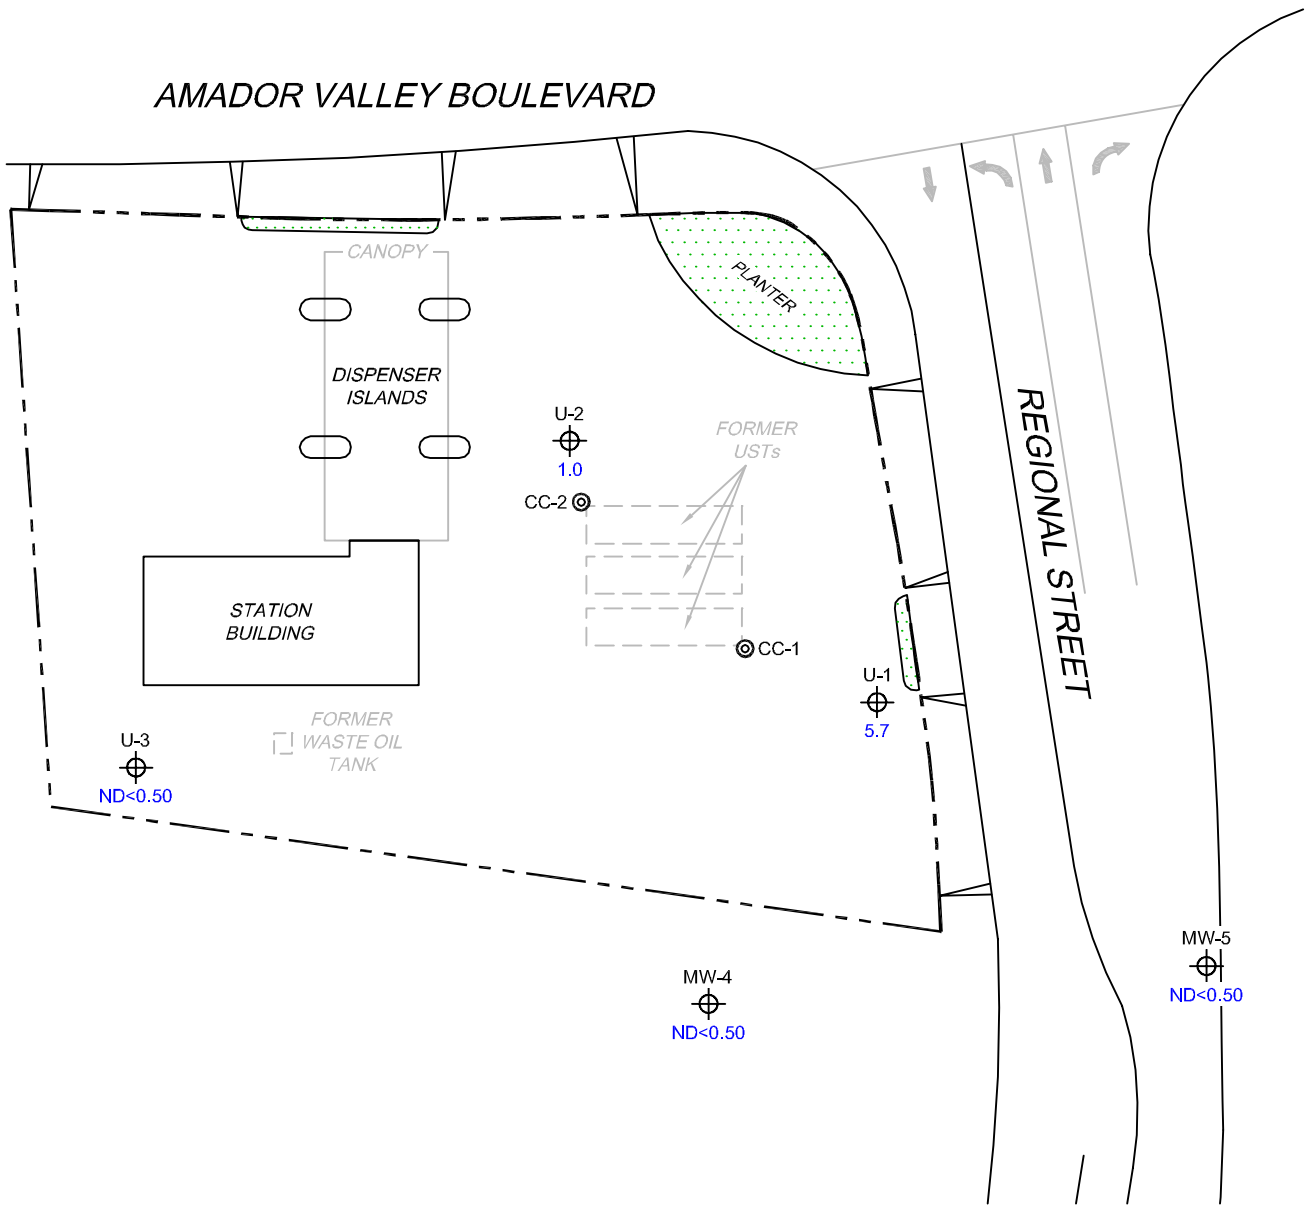 AMADOR VALLEY BOULEVARD
CANOPY
PLANTER
DISPENSER
ISLANDS
REGIONAL STREET
U-2
1.0
FORMER
USTs
CC-2
STATION
BUILDING
CC-1
U-1
5.7
FORMER
WASTE OIL
TANK
U-3
ND<0.50
MW-5
ND<0.50
MW-4
ND<0.50